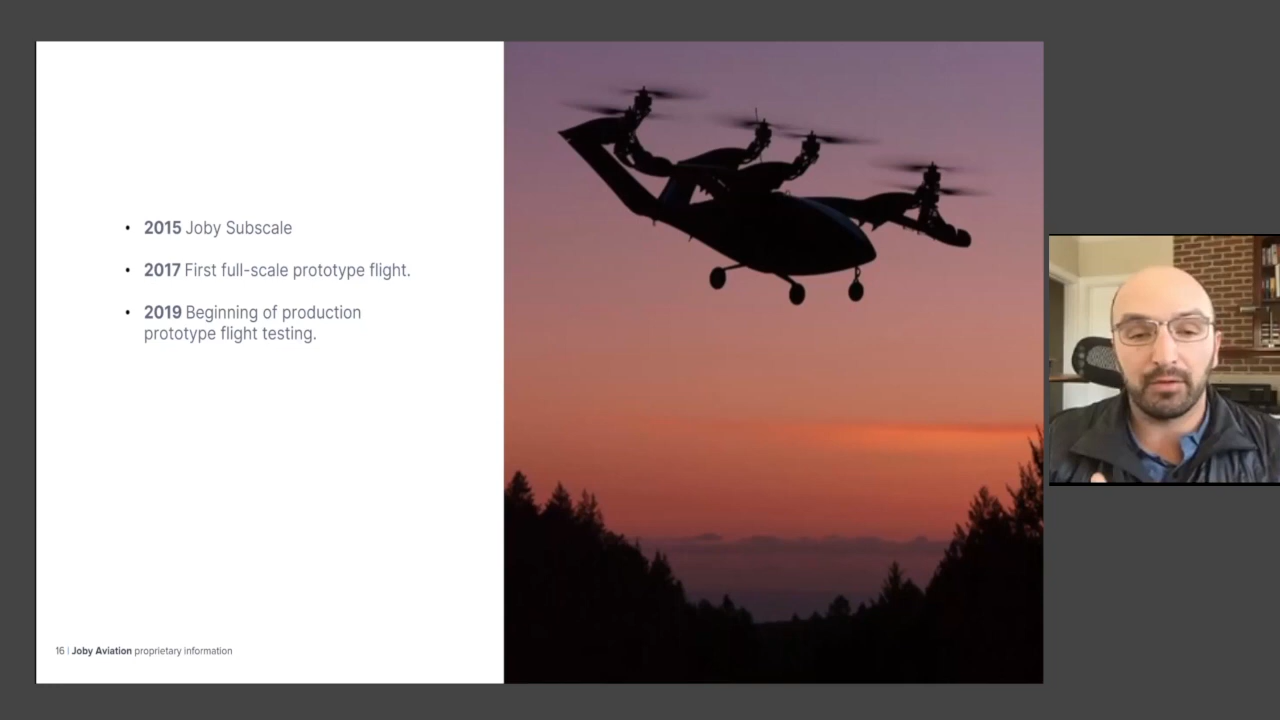 • 2015 Joby Subscale
• 2017 First full-scale prototype flight.
• 2019 Beginning of production
prototype flight testing.
16 | Joby Aviation proprietary information